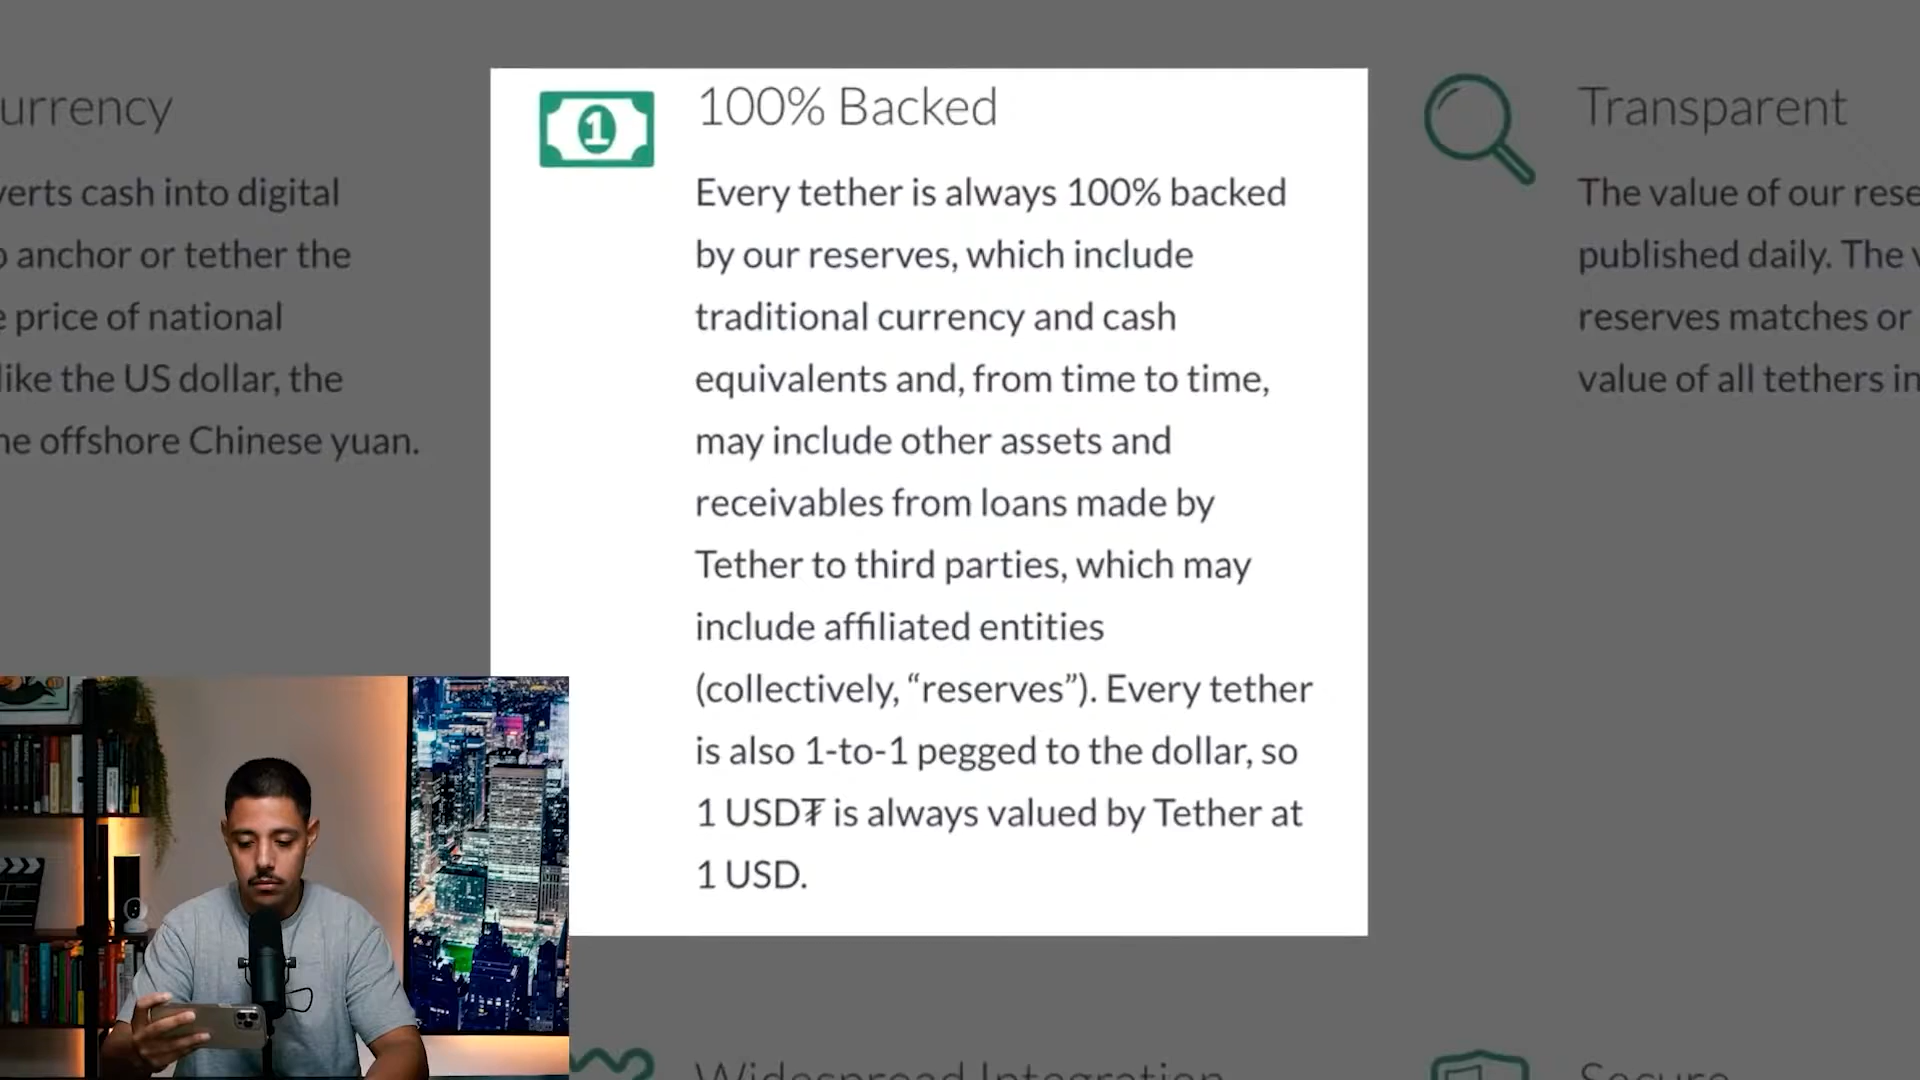 urrency
verts cash into digital
anchor or tether the
price of national
like the US dollar, the
offshore Chinese yuan.
1
100% Backed
Every tether is always 100% backed
by our reserves, which include
traditional currency and cash
equivalents and, from time to time,
may include other assets and
receivables from loans made by
Tether to third parties, which may
include affiliated entities
(collectively, “reserves”). Every tether
is also 1-to-1 pegged to the dollar, so
1 USD₮ is always valued by Tether at
1 USD.
Transparent
The value of our rese
published daily. The
reserves matches or
value of all tethers in
Widespread Integration
Secure